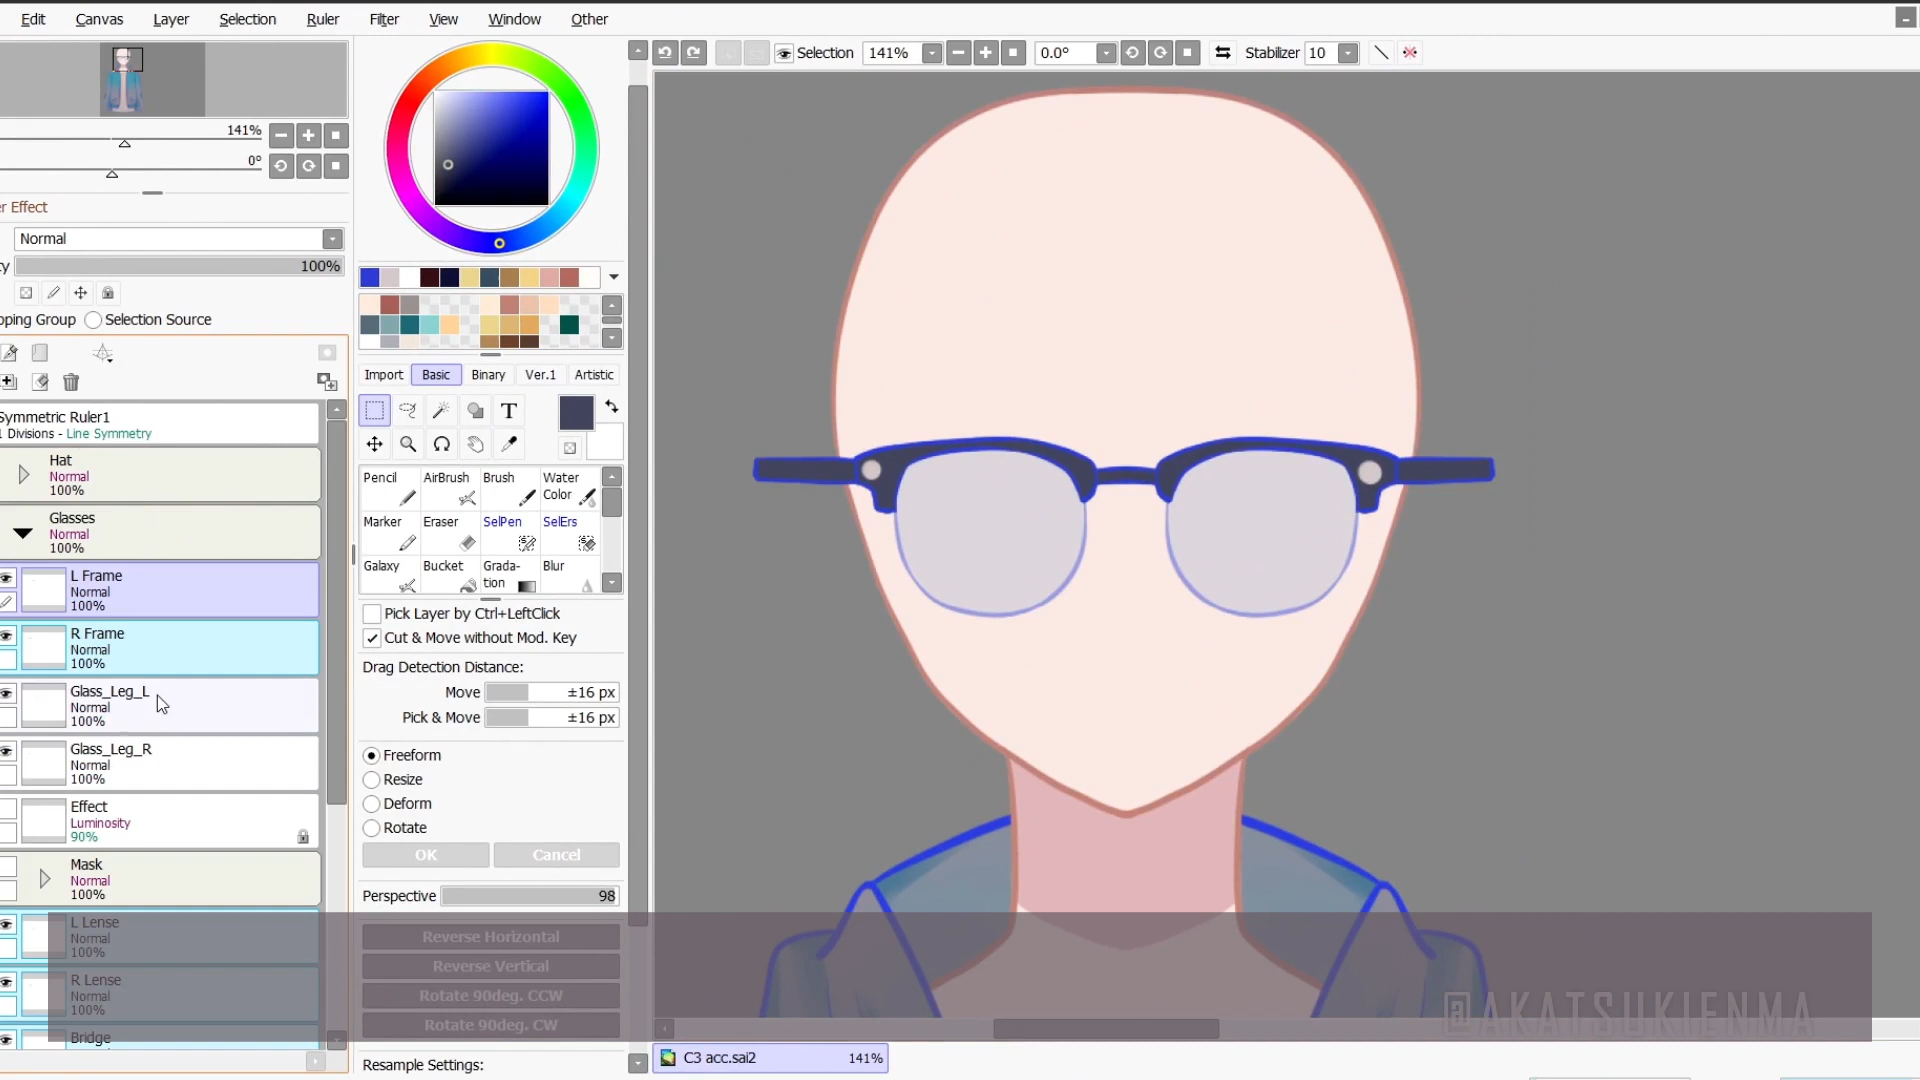 Edit Canvas Layer Selection Ruler Filter View Window Other
Selection 141% 0.0° Stabilizer 10
141%
0°
er Effect
Normal
ty 100%
pping Group Selection Source
Symmetric Ruler1
1 Divisions - Line Symmetry
Hat
Normal
100%
Glasses
Normal
100%
L Frame
Normal
100%
R Frame
Normal
100%
Glass_Leg_L
Normal
100%
Glass_Leg_R
Normal
100%
Effect
Luminosity
90%
Mask
Normal
100%
L Lense
Normal
100%
R Lense
Normal
100%
Bridge
Import Basic Binary Ver.1 Artistic
T
Pencil AirBrush Brush Water Color
Marker Eraser SelPen SelErs
Galaxy Bucket Grada-tion Blur
Pick Layer by Ctrl+LeftClick
Cut & Move without Mod. Key
Drag Detection Distance:
Move ±16 px
Pick & Move ±16 px
Freeform
Resize
Deform
Rotate
OK Cancel
Perspective 98
Reverse Horizontal
Reverse Vertical
Rotate 90deg. CCW
Rotate 90deg. CW
Resample Settings:
@AKATSUKIENMA
C3 acc.sai2 141%